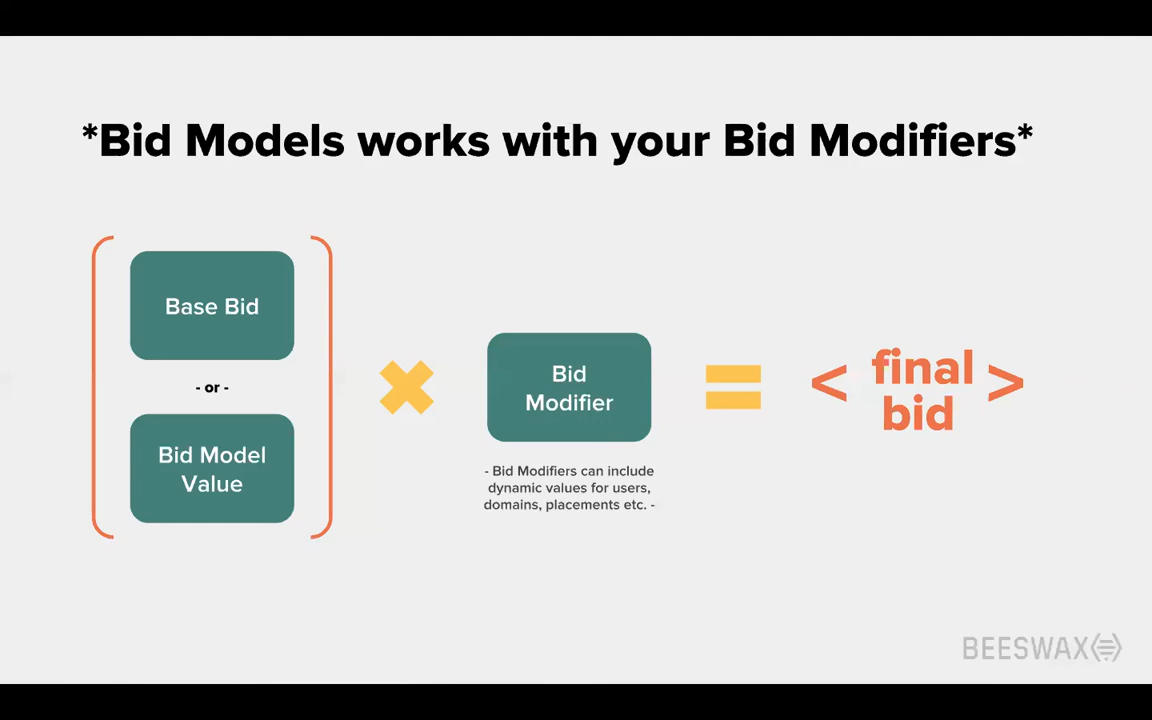 *Bid Models works with your Bid Modifiers*
Base Bid
- or -
Bid Model
Value
Bid
Modifier
- Bid Modifiers can include
dynamic values for users,
domains, placements etc. -
< final >
bid
BEESWAX